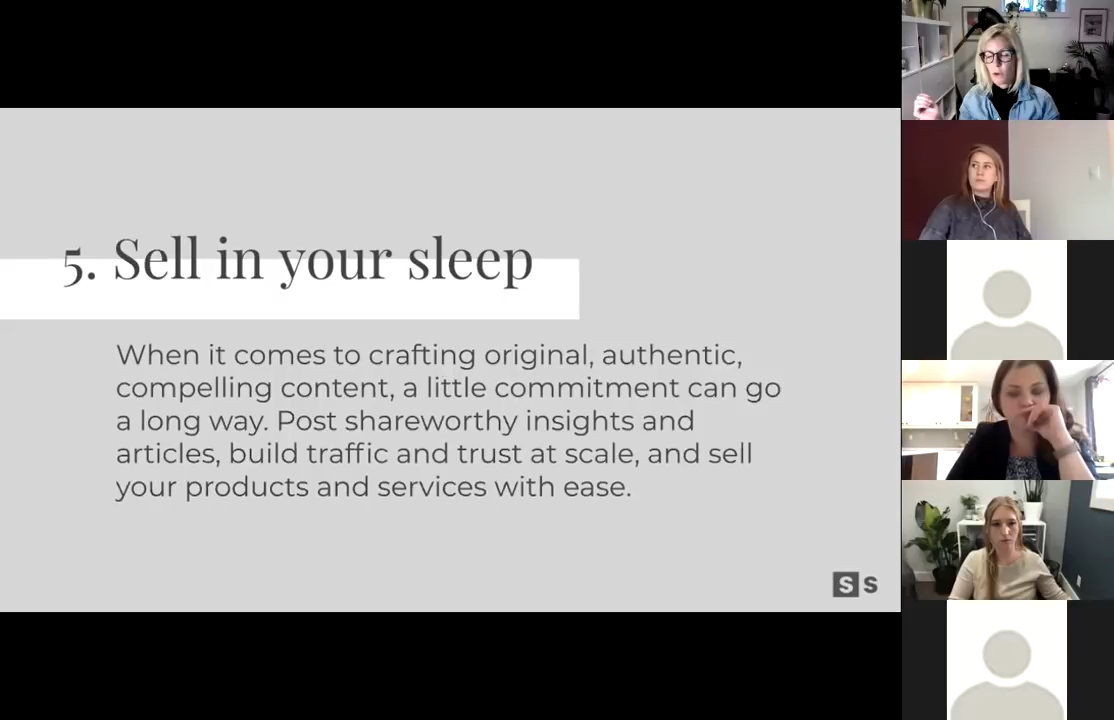 5. Sell in your sleep
When it comes to crafting original, authentic,
compelling content, a little commitment can go
a long way. Post shareworthy insights and
articles, build traffic and trust at scale, and sell
your products and services with ease.
S S